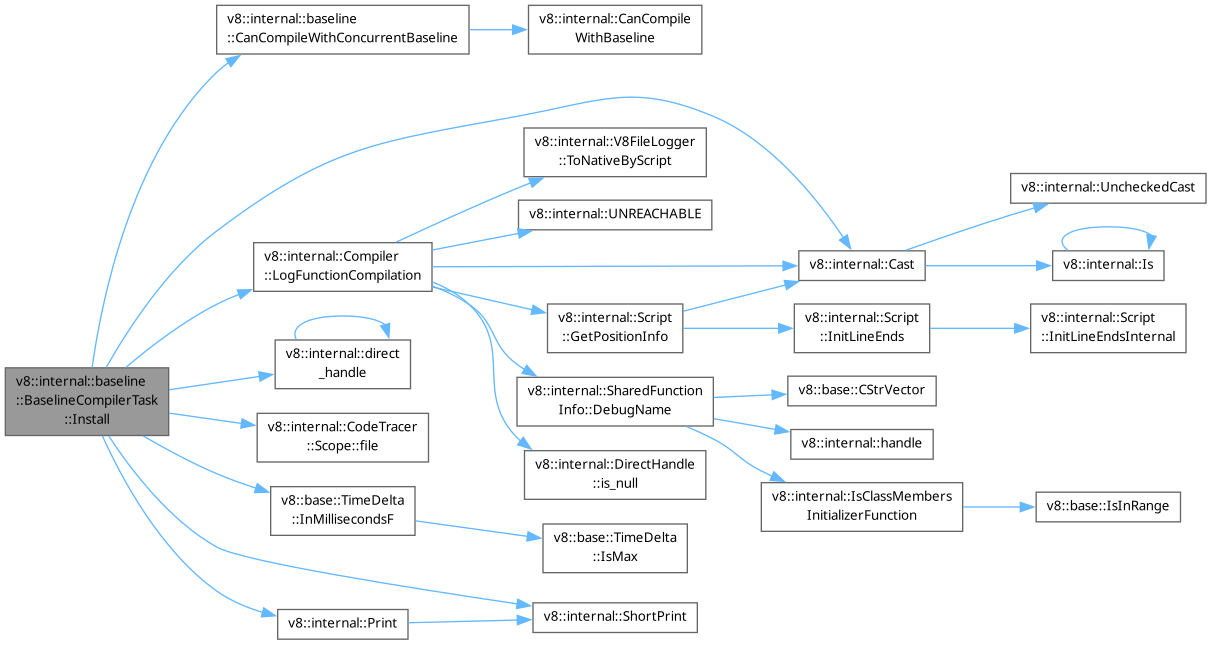 v8::internal::baseline
::CanCompileWithConcurrentBaseline
v8::internal::CanCompile
WithBaseline
v8::internal::V8FileLogger
::ToNativeByScript
v8::internal::UNREACHABLE
v8::internal::UncheckedCast
v8::internal::Compiler
::LogFunctionCompilation
v8::internal::Cast
v8::internal::Is
v8::internal::Script
::GetPositionInfo
v8::internal::Script
::InitLineEnds
v8::internal::Script
::InitLineEndsInternal
v8::internal::direct
_handle
v8::internal::baseline
::BaselineCompilerTask
::Install
v8::internal::SharedFunction
Info::DebugName
v8::base::CStrVector
v8::internal::CodeTracer
::Scope::file
v8::internal::handle
v8::internal::DirectHandle
::is_null
v8::internal::IsClassMembers
InitializerFunction
v8::base::IsInRange
v8::base::TimeDelta
::InMillisecondsF
v8::base::TimeDelta
::IsMax
v8::internal::Print
v8::internal::ShortPrint